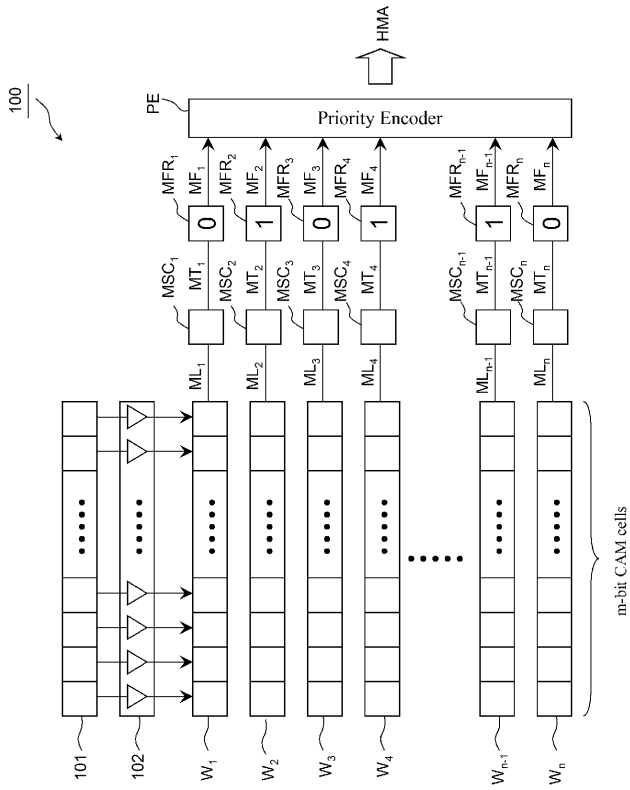 100
101
102
PE
Priority Encoder
HMA
W1
ML1
MSC1
MT1
MFR1
0
MF1
W2
ML2
MSC2
MT2
MFR2
1
MF2
W3
ML3
MSC3
MT3
MFR3
0
MF3
W4
ML4
MSC4
MT4
MFR4
1
MF4
Wn-1
MLn-1
MSCn-1
MTn-1
MFRn-1
1
MFn-1
Wn
MLn
MSCn
MTn
MFRn
0
MFn
m-bit CAM cells